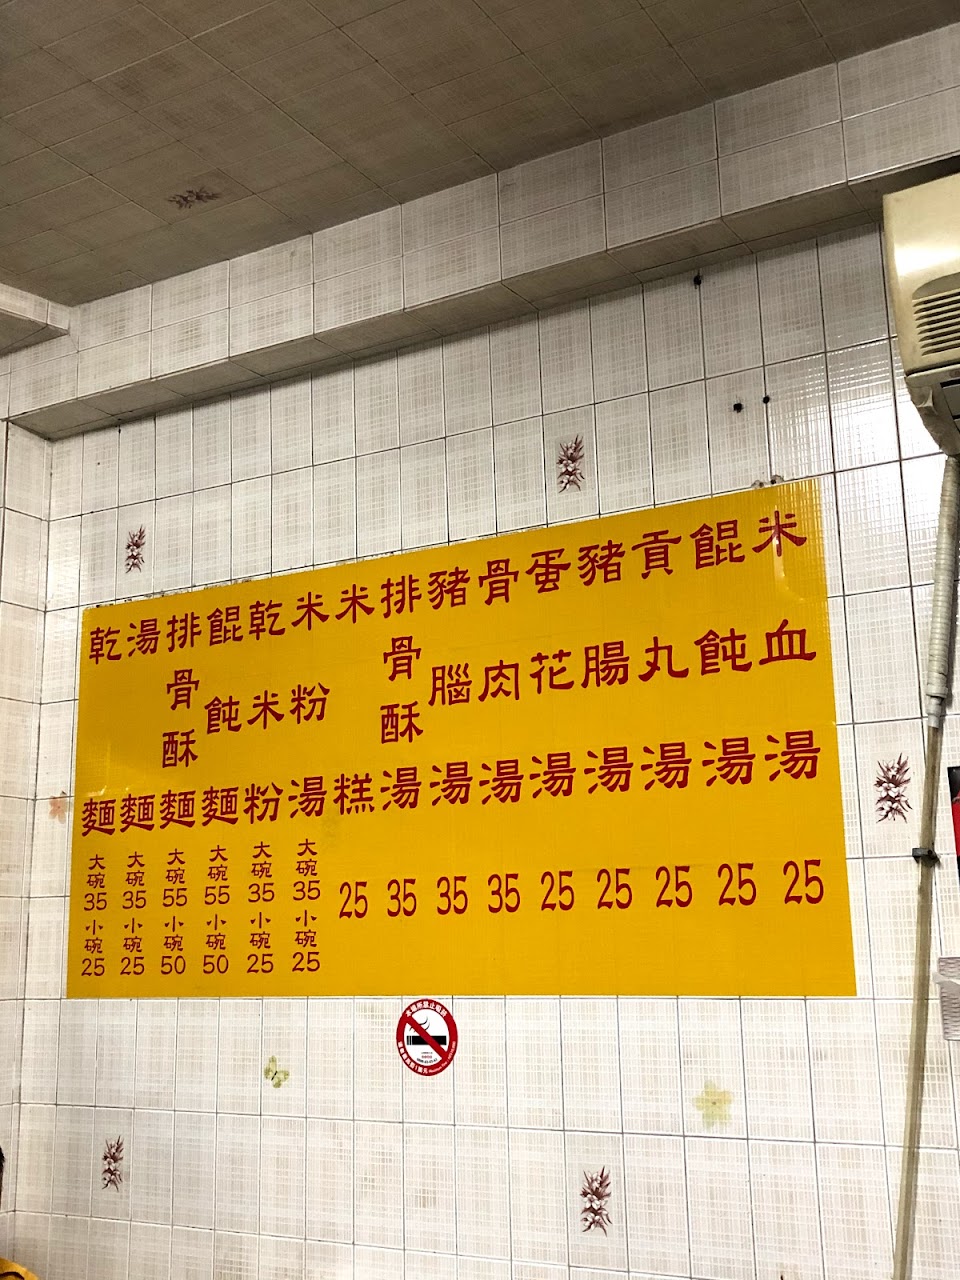 米血湯 25
餛飩湯 25
貢丸湯 25
豬腸湯 25
蛋花湯 25
骨肉湯 35
豬腦湯 35
排骨酥湯 35
米糕 25
米粉湯 大碗35 小碗25
乾米粉 大碗35 小碗25
餛飩麵 大碗55 小碗50
排骨酥麵 大碗55 小碗50
湯麵 大碗35 小碗25
乾麵 大碗35 小碗25